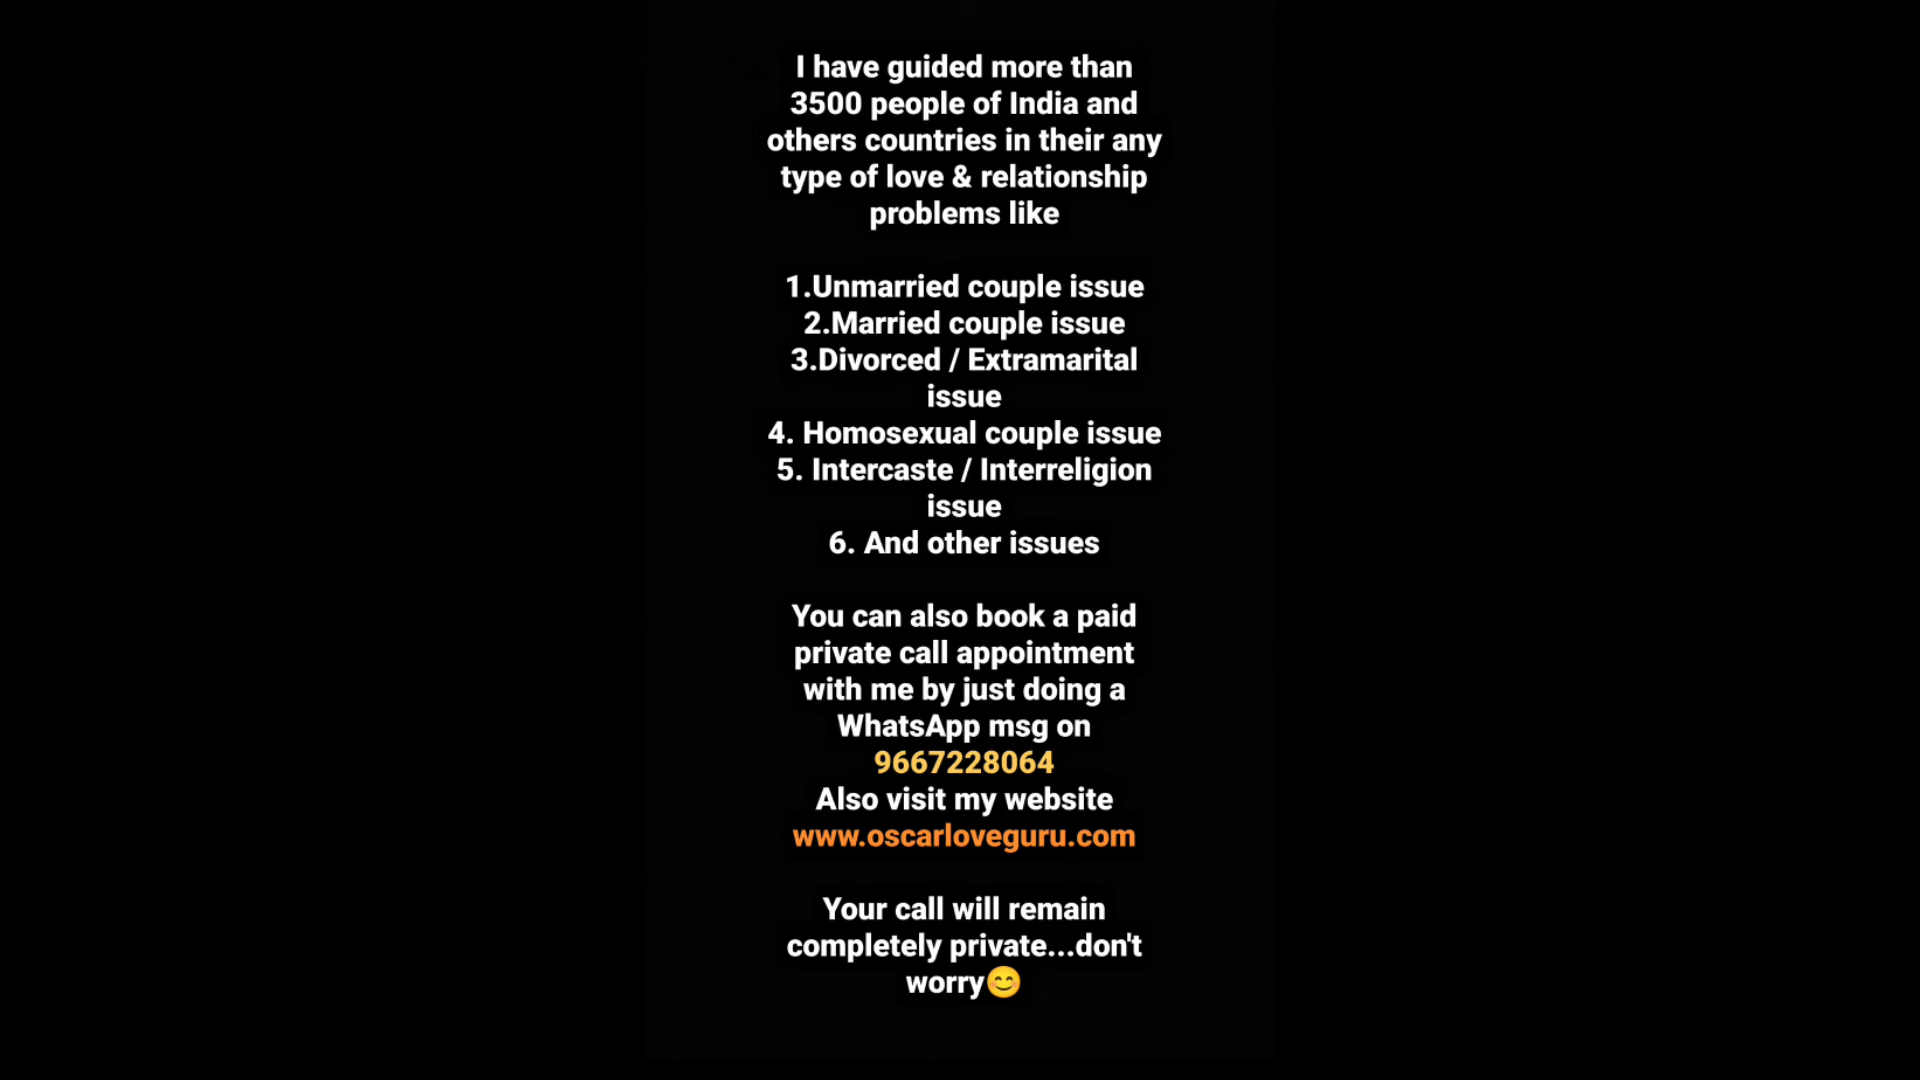 I have guided more than
3500 people of India and
others countries in their any
type of love & relationship
problems like
1.Unmarried couple issue
2.Married couple issue
3.Divorced / Extramarital
issue
4. Homosexual couple issue
5. Intercaste / Interreligion
issue
6. And other issues
You can also book a paid
private call appointment
with me by just doing a
WhatsApp msg on
9667228064
Also visit my website
www.oscarloveguru.com
Your call will remain
completely private...don't
worry😊